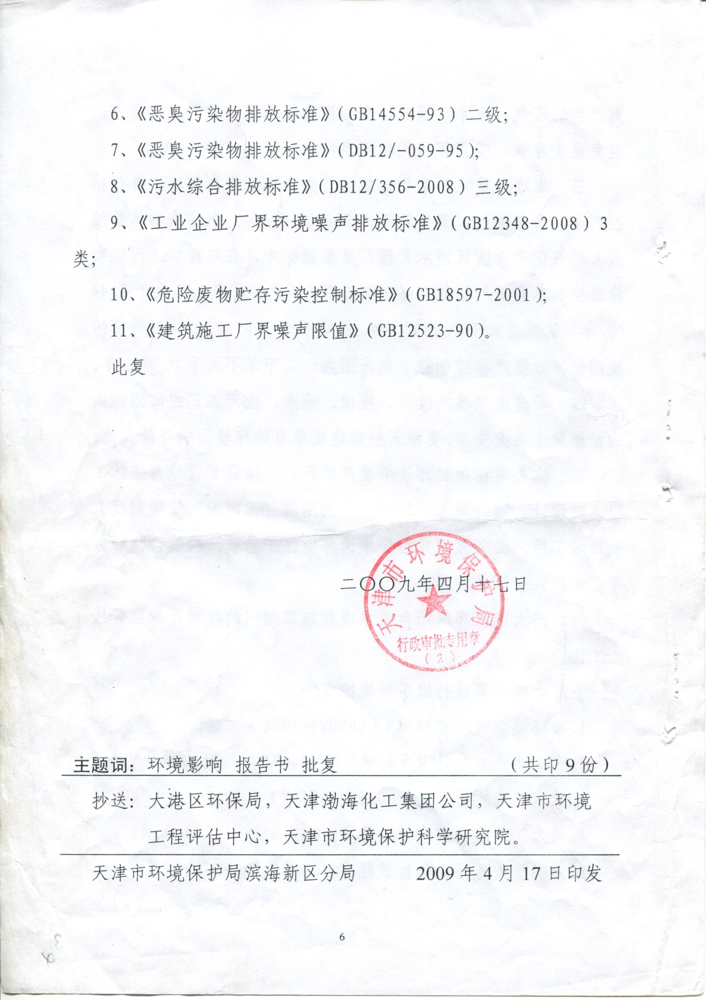 6、《恶臭污染物排放标准》(GB14554-93)二级;
7、《恶臭污染物排放标准》(DB12/-059-95);
8、《污水综合排放标准》(DB12/356-2008)三级;
9、《工业企业厂界环境噪声排放标准》(GB12348-2008)3
类;
10、《危险废物贮存污染控制标准》(GB18597-2001);
11、《建筑施工厂界噪声限值》(GB12523-90)。
此复
二〇〇九年四月十七日
天津市环境保护局
行政审批专用章
(2)
主题词：环境影响 报告书 批复 (共印9份)
抄送：大港区环保局，天津渤海化工集团公司，天津市环境
工程评估中心，天津市环境保护科学研究院。
天津市环境保护局滨海新区分局 2009年4月17日印发
6